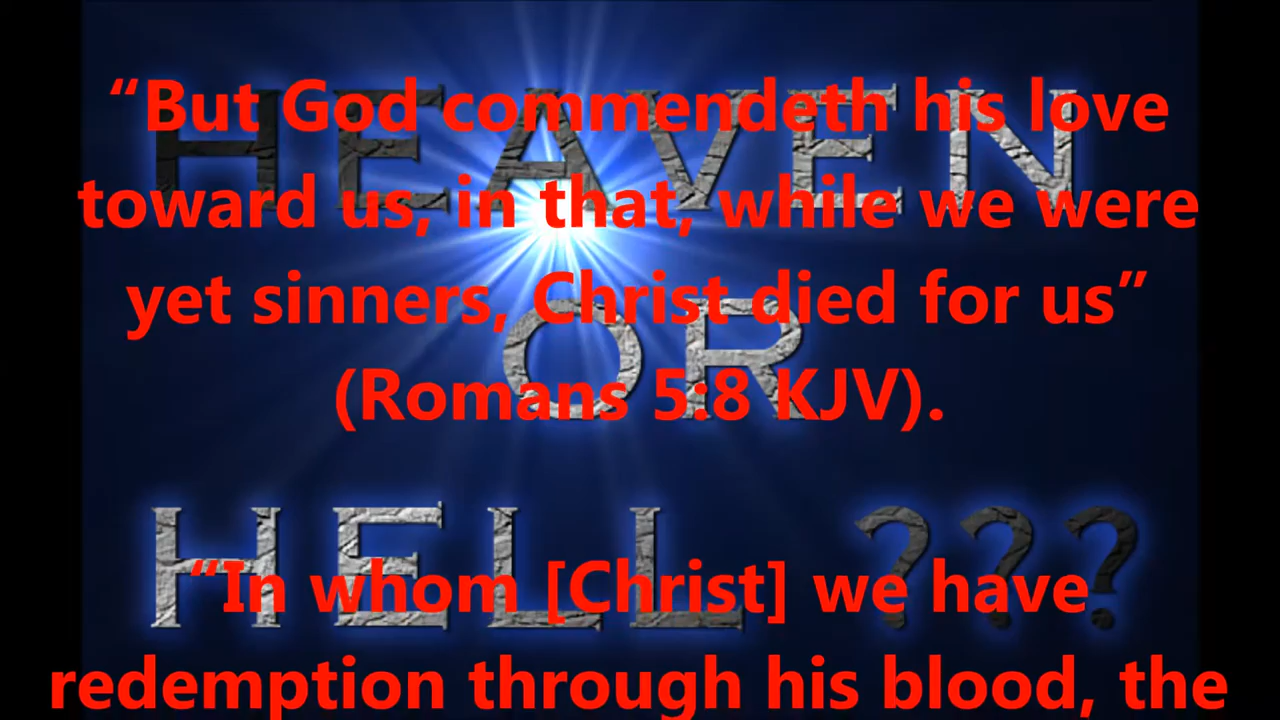 “But God commendeth his love
toward us, in that, while we were
yet sinners, Christ died for us”
(Romans 5:8 KJV).
“In whom [Christ] we have
redemption through his blood, the
HEAVEN
OR
HELL ???